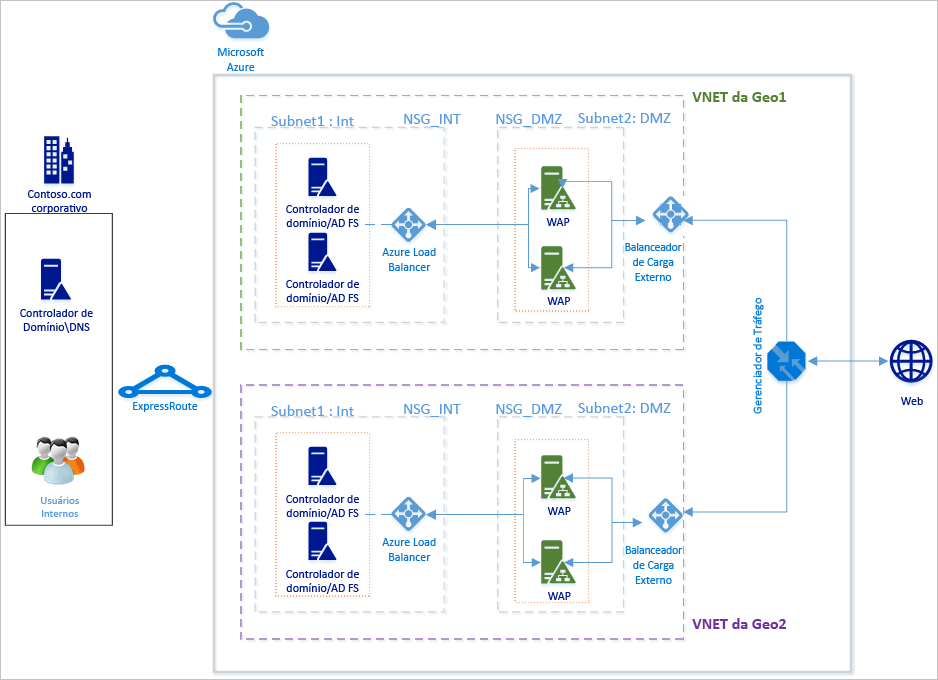 Microsoft
Azure
VNET da Geo1
Subnet1 : Int
NSG_INT
NSG_DMZ
Subnet2: DMZ
Contoso.com
corporativo
Controlador de
domínio/AD FS
Controlador de
domínio/AD FS
Azure Load
Balancer
WAP
WAP
Balanceador
de Carga
Externo
Controlador de
Domínio\DNS
Gerenciador de Tráfego
Web
ExpressRoute
Usuários
Internos
Subnet1 : Int
NSG_INT
NSG_DMZ
Subnet2: DMZ
Controlador de
domínio/AD FS
Controlador de
domínio/AD FS
Azure Load
Balancer
WAP
WAP
Balanceador
de Carga
Externo
VNET da Geo2